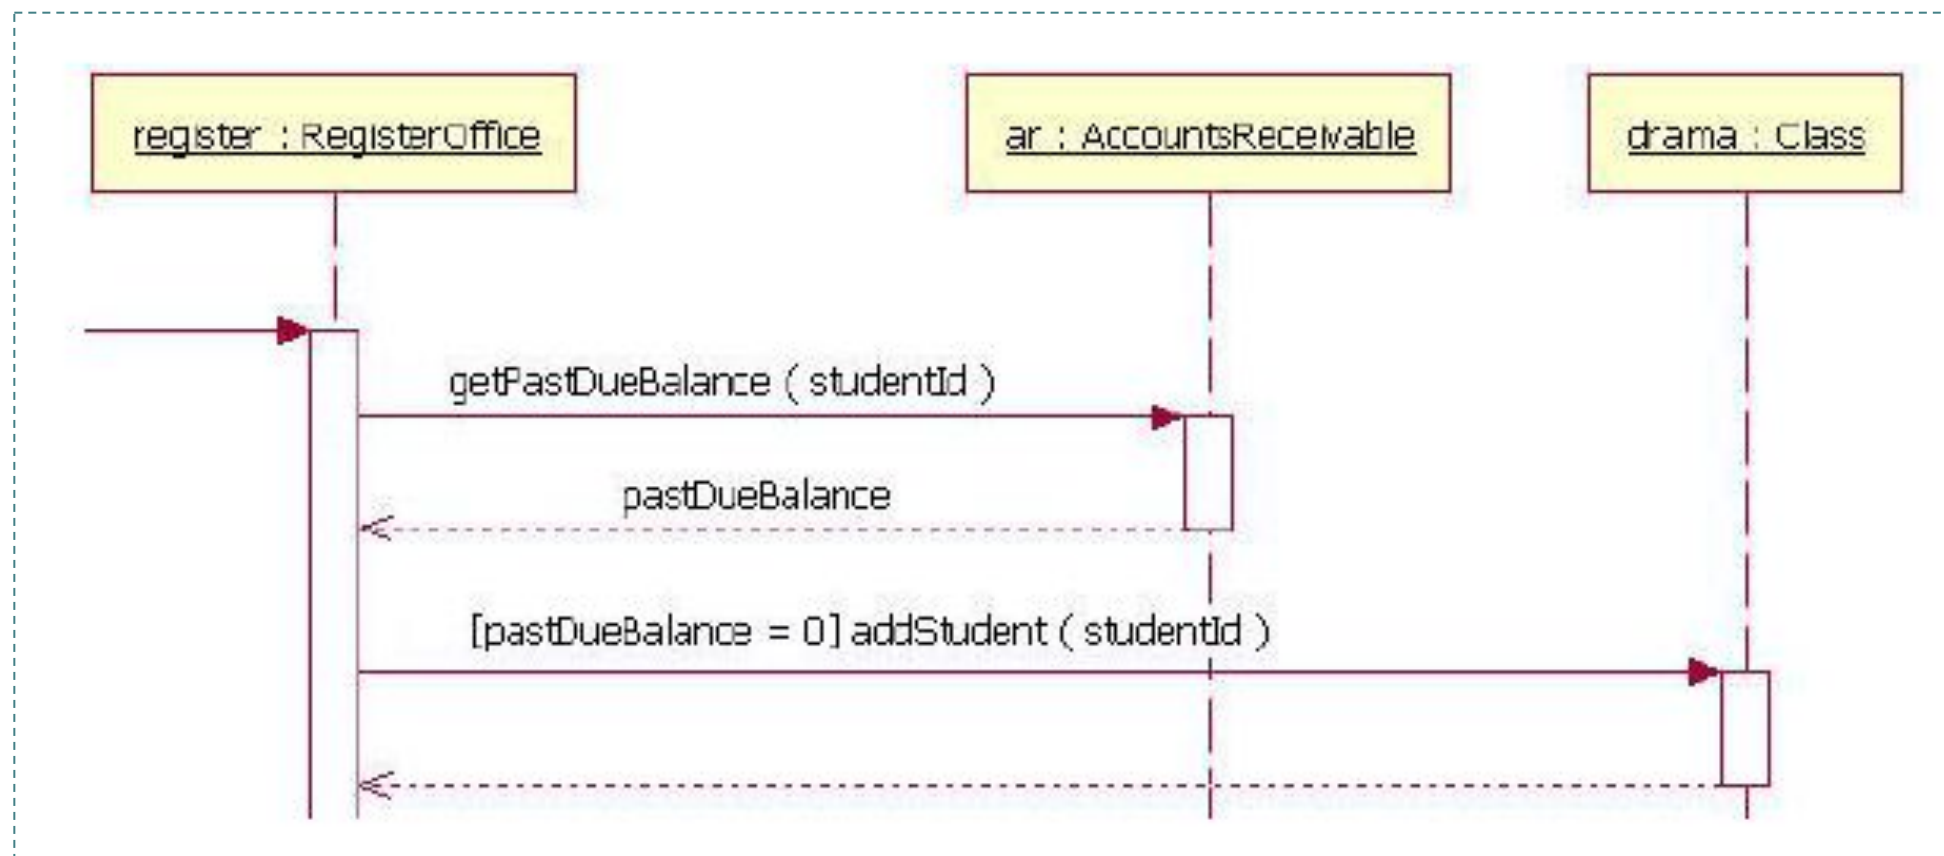 register : RegisterOffice
ar : AccountsReceivable
drama : Class
getPastDueBalance ( studentId )
pastDueBalance
[pastDueBalance = 0] addStudent ( studentId )